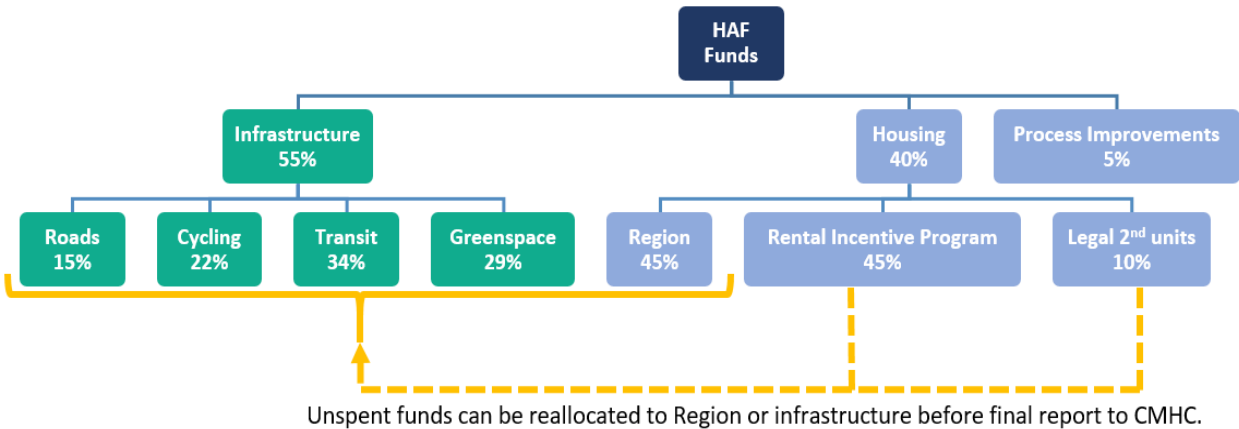 HAF
Funds
Infrastructure
55%
Housing
40%
Process Improvements
5%
Roads
15%
Cycling
22%
Transit
34%
Greenspace
29%
Region
45%
Rental Incentive Program
45%
Legal 2nd units
10%
Unspent funds can be reallocated to Region or infrastructure before final report to CMHC.